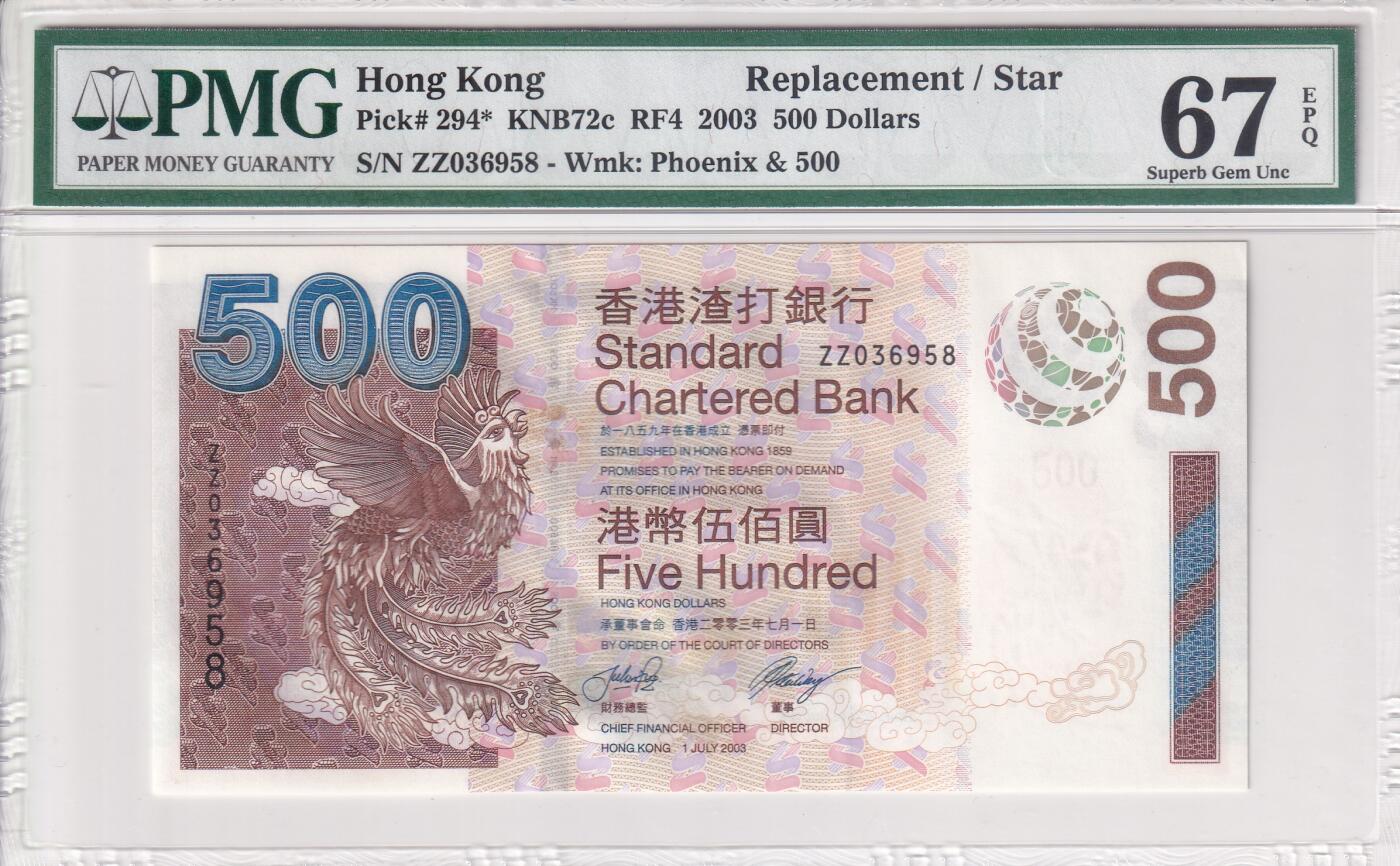 PMG
PAPER MONEY GUARANTY
Hong Kong Replacement / Star
Pick# 294* KNB72c RF4 2003 500 Dollars
S/N ZZ036958 - Wmk: Phoenix & 500
67 EPQ
Superb Gem Unc
500
ZZ036958
香港渣打銀行
Standard ZZ036958
Chartered Bank
於一八五九年在香港成立 憑票即付
ESTABLISHED IN HONG KONG 1859
PROMISES TO PAY THE BEARER ON DEMAND
AT ITS OFFICE IN HONG KONG
港幣伍佰圓
Five Hundred
HONG KONG DOLLARS
承董事會命 香港二零零三年七月一日
BY ORDER OF THE COURT OF DIRECTORS
財務總監 董事
CHIEF FINANCIAL OFFICER DIRECTOR
HONG KONG 1 JULY 2003
500